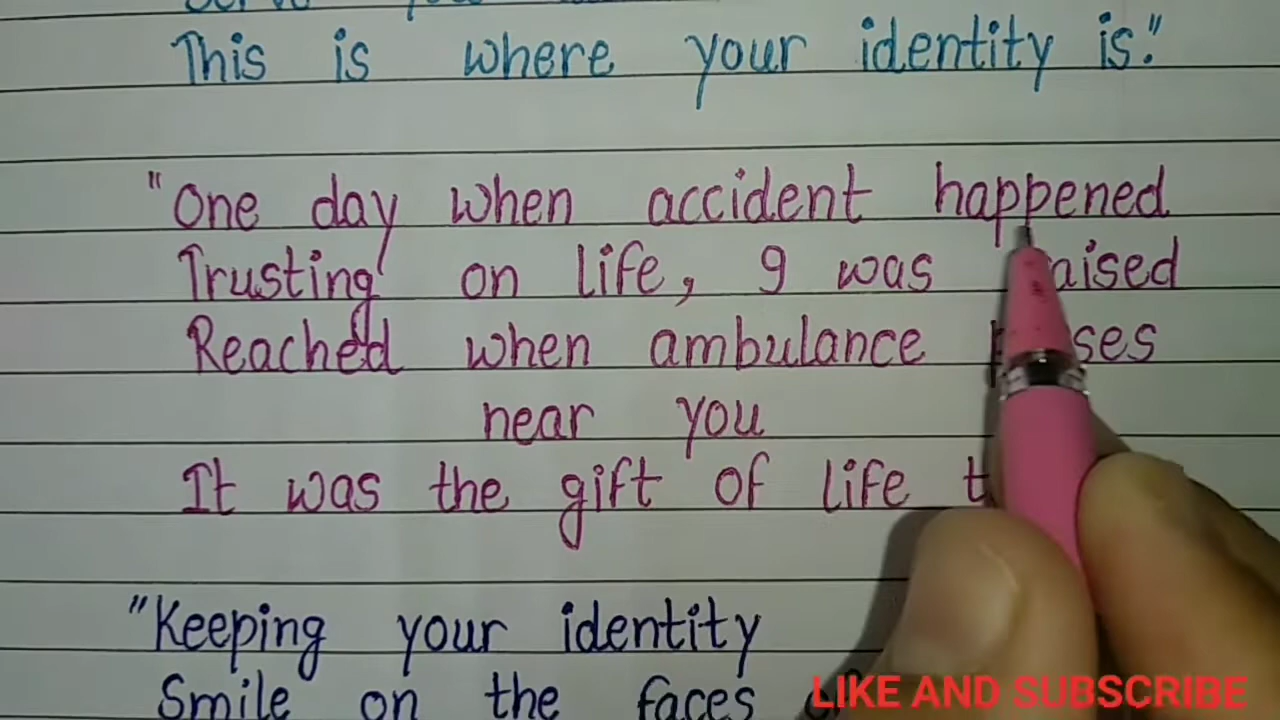 This is where your identity is."
"One day when accident happened
Trusting on life, I was
Reached when ambulance
near you
It was the gift of life
"Keeping your identity
Smile on the faces
LIKE AND SUBSCRIBE